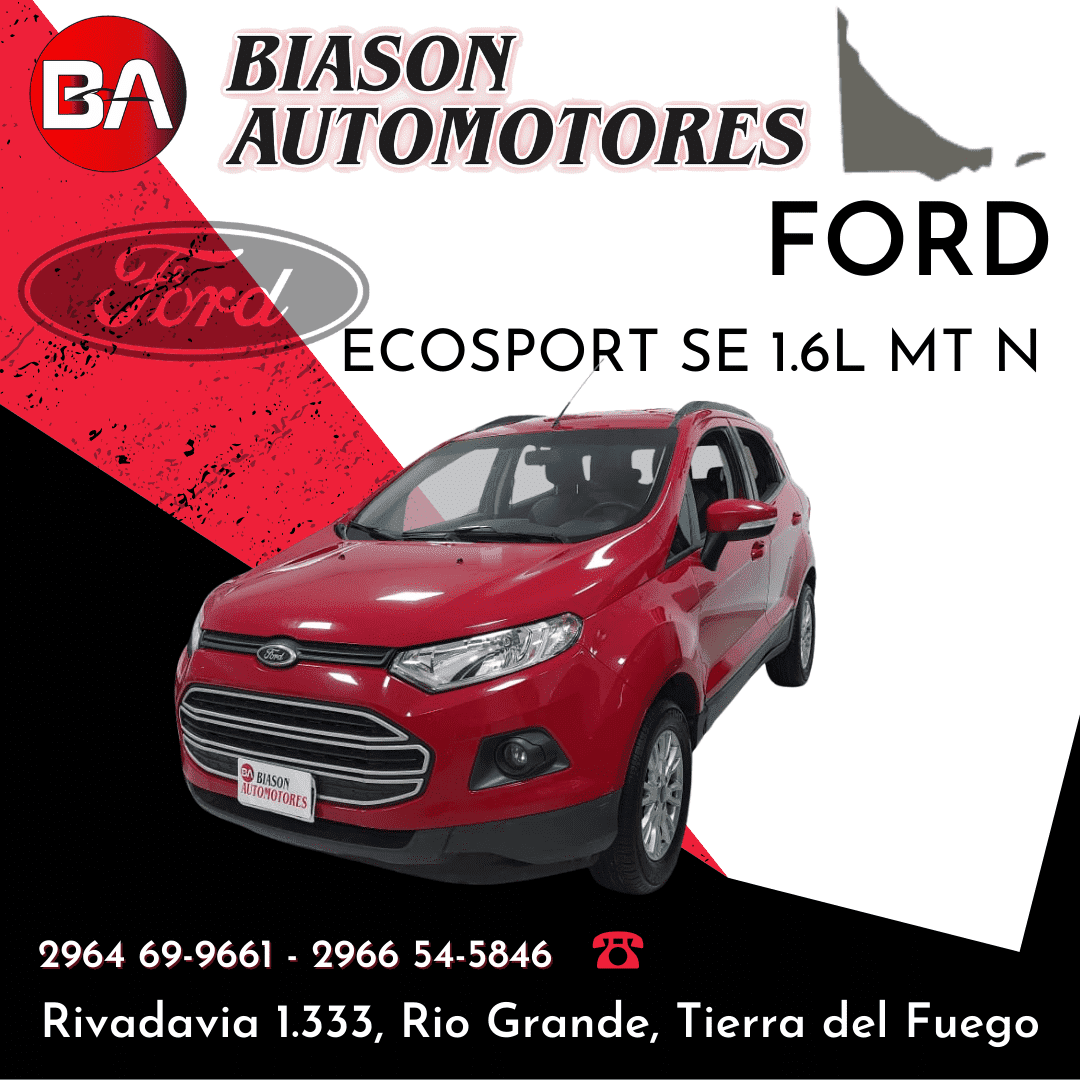 BA
BIASON
AUTOMOTORES
Ford
FORD
ECOSPORT SE 1.6L MT N
Ford
BA BIASON
AUTOMOTORES
2964 69-9661 - 2966 54-5846
Rivadavia 1.333, Rio Grande, Tierra del Fuego